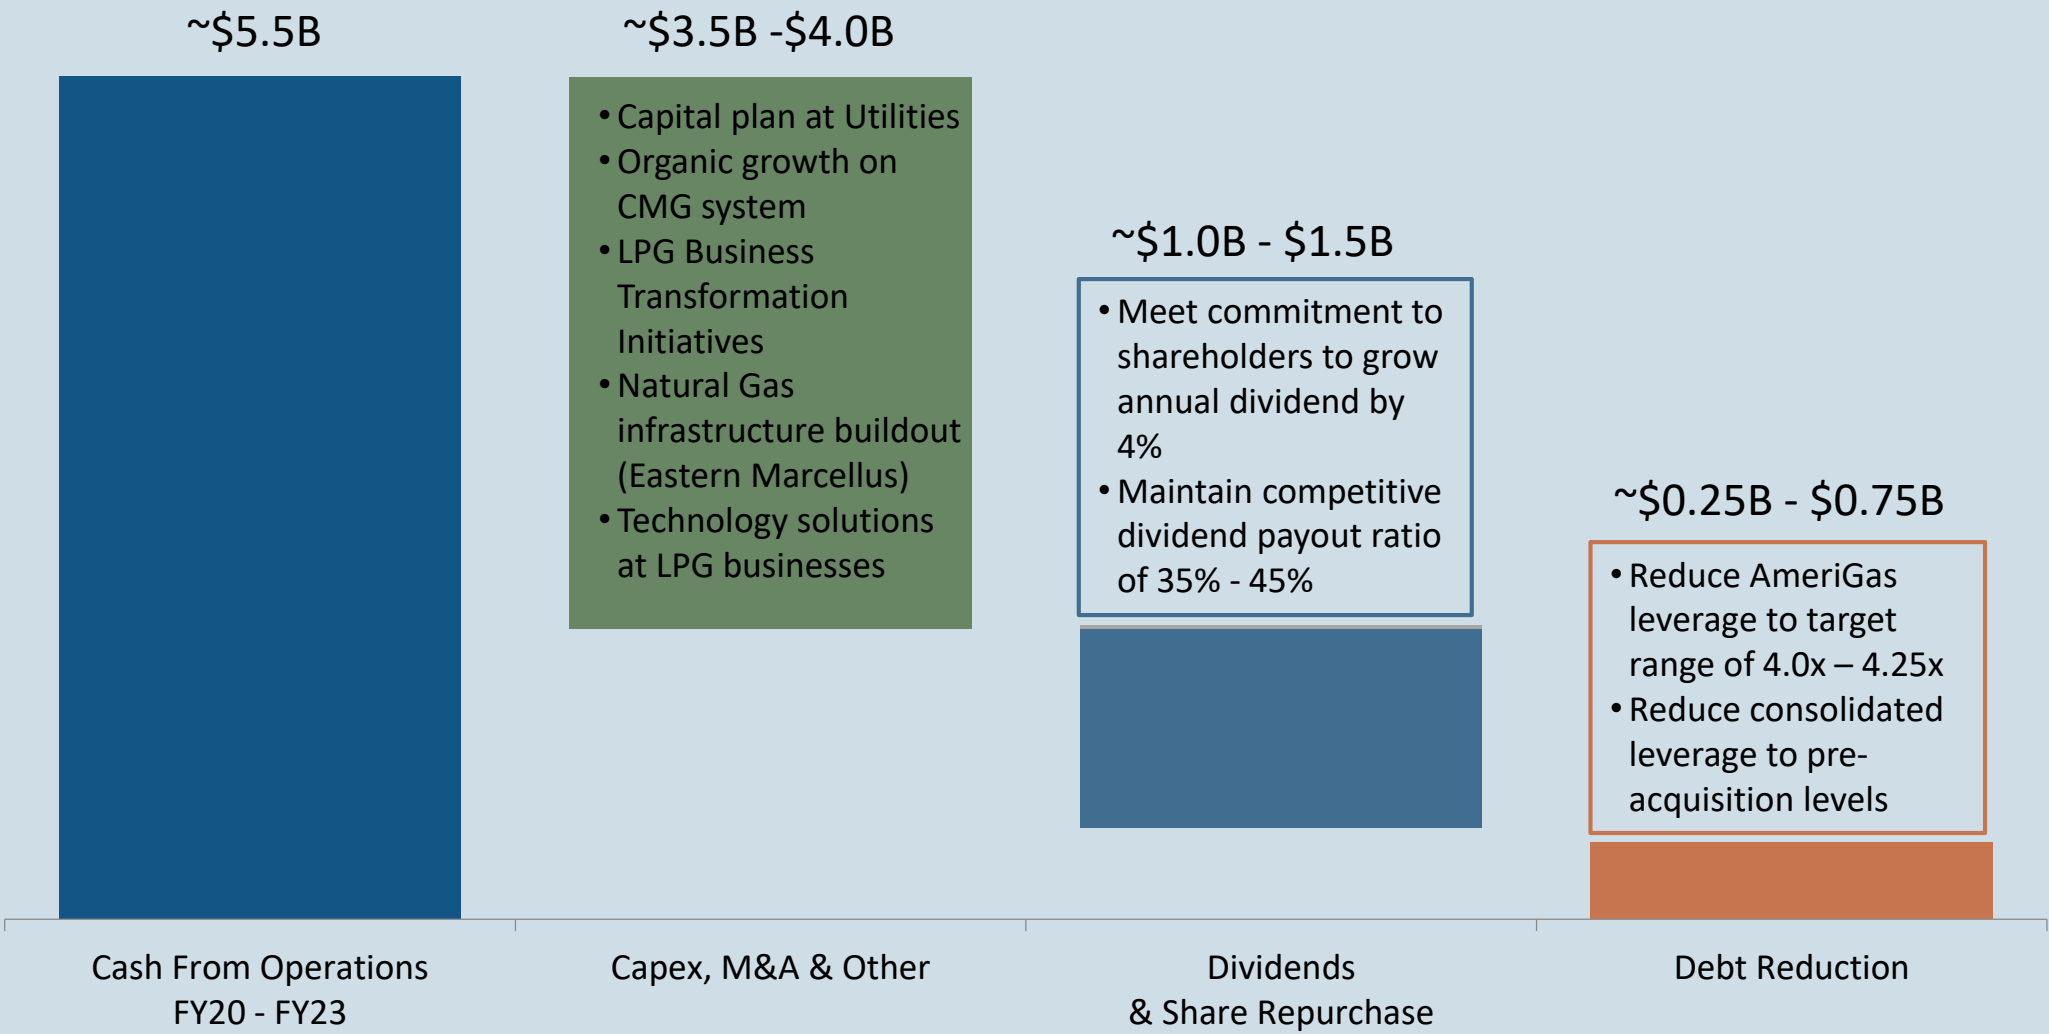 ~$5.5B
~$3.5B -$4.0B
• Capital plan at Utilities
• Organic growth on
CMG system
• LPG Business
Transformation
Initiatives
• Natural Gas
infrastructure buildout
(Eastern Marcellus)
• Technology solutions
at LPG businesses
~$1.0B - $1.5B
• Meet commitment to
shareholders to grow
annual dividend by
4%
• Maintain competitive
dividend payout ratio
of 35% - 45%
~$0.25B - $0.75B
• Reduce AmeriGas
leverage to target
range of 4.0x – 4.25x
• Reduce consolidated
leverage to pre-
acquisition levels
Cash From Operations
FY20 - FY23
Capex, M&A & Other
Dividends
& Share Repurchase
Debt Reduction